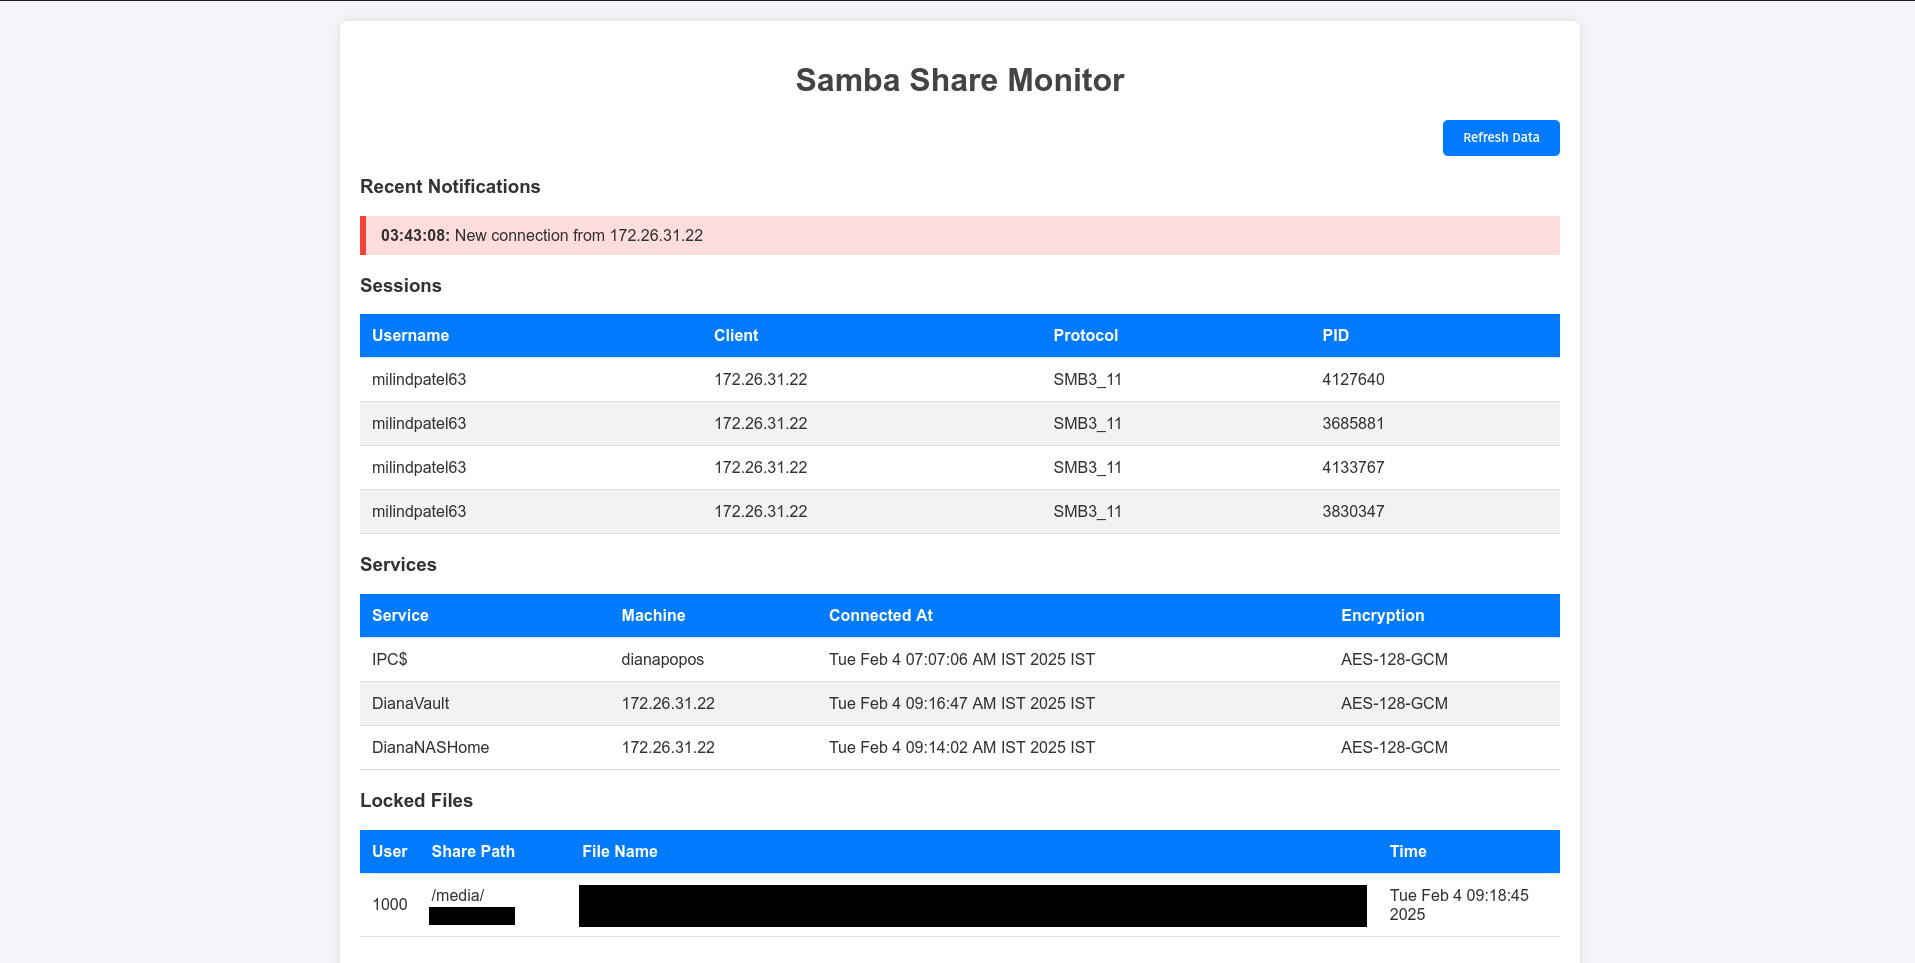 Samba Share Monitor
Refresh Data
Recent Notifications
03:43:08: New connection from 172.26.31.22
Sessions
Username Client Protocol PID
milindpatel63 172.26.31.22 SMB3_11 4127640
milindpatel63 172.26.31.22 SMB3_11 3685881
milindpatel63 172.26.31.22 SMB3_11 4133767
milindpatel63 172.26.31.22 SMB3_11 3830347
Services
Service Machine Connected At Encryption
IPC$ dianapopos Tue Feb 4 07:07:06 AM IST 2025 IST AES-128-GCM
DianaVault 172.26.31.22 Tue Feb 4 09:16:47 AM IST 2025 IST AES-128-GCM
DianaNASHome 172.26.31.22 Tue Feb 4 09:14:02 AM IST 2025 IST AES-128-GCM
Locked Files
User Share Path File Name Time
1000 /media/ Tue Feb 4 09:18:45
2025